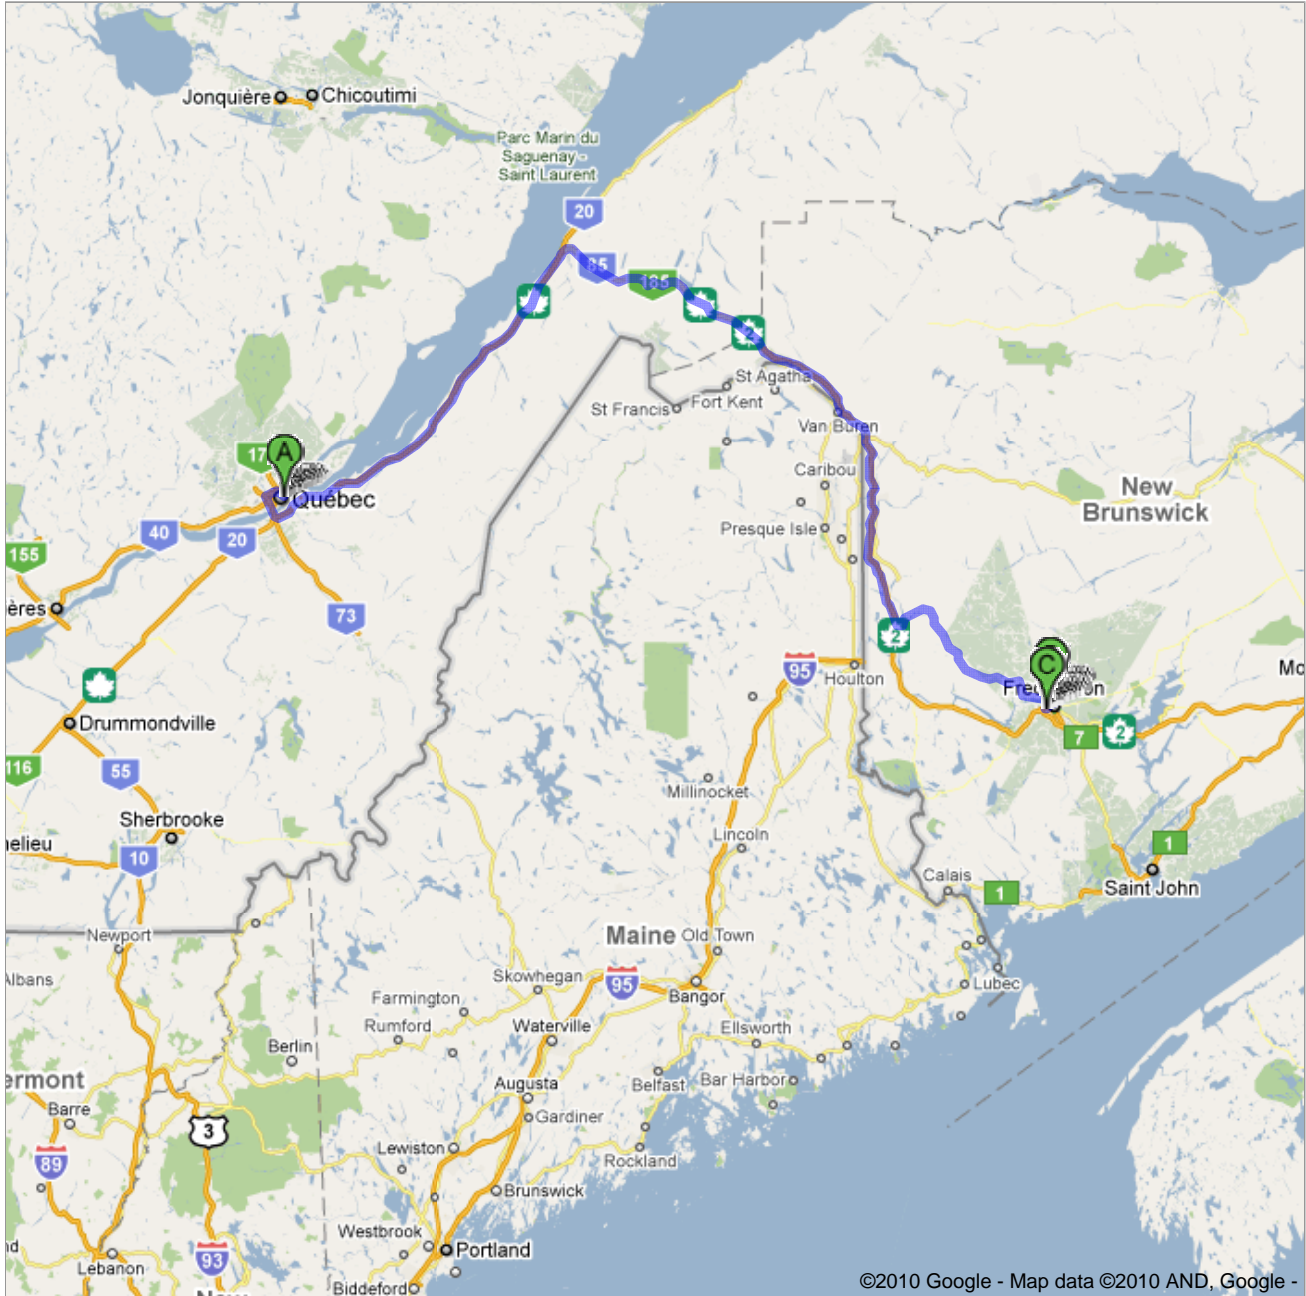 Jonquière
Chicoutimi
Parc Marin du
Saguenay -
Saint Laurent
20
85
185
2
St Agatha
St Francis
Fort Kent
Van Buren
17
A
Québec
Caribou
New
Brunswick
Presque Isle
40
20
155
ères
73
2
95
Houlton
C
Mo
7
2
Drummondville
116
55
Millinocket
Sherbrooke
Lincoln
nelieu
10
1
Calais
1
Saint John
Newport
Maine
Old Town
Albans
Skowhegan
95
Bangor
Lubec
Farmington
Rumford
Waterville
Ellsworth
Berlin
ermont
Barre
Augusta
Belfast
Bar Harbor
Gardiner
3
89
Lewiston
Rockland
Brunswick
Westbrook
nd
93
Portland
Lebanon
Biddeford
©2010 Google - Map data ©2010 AND, Google -